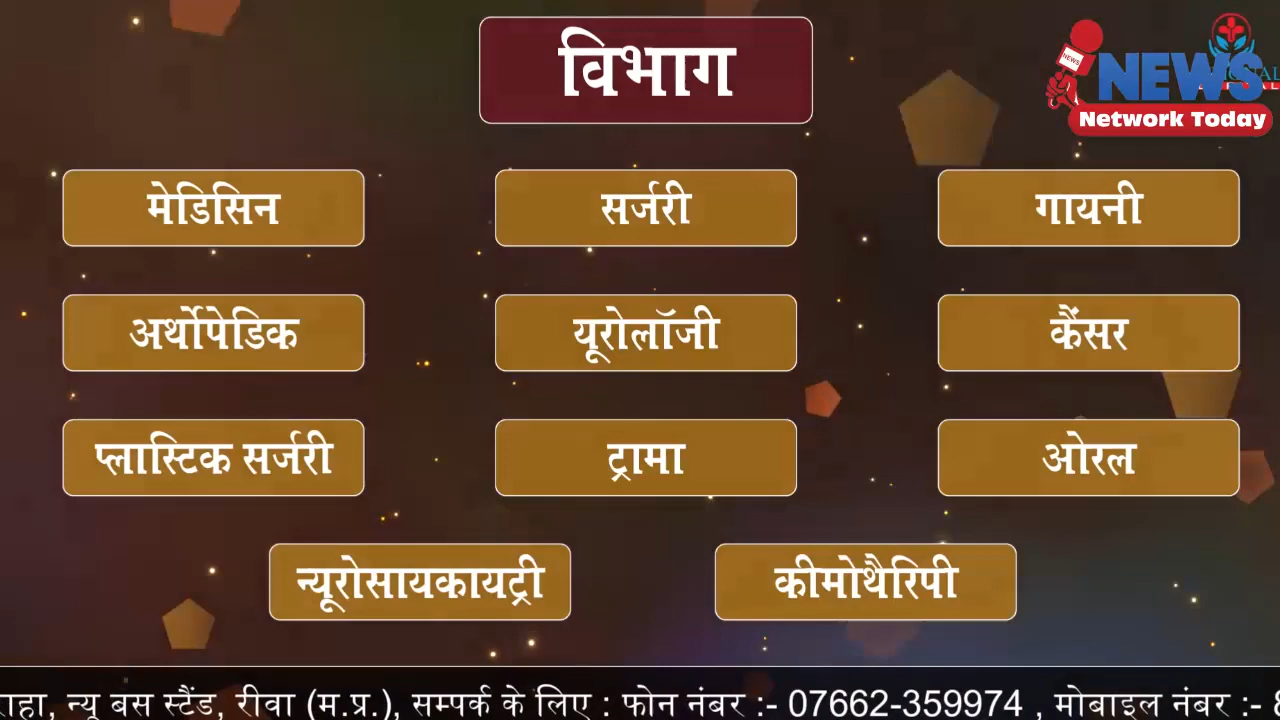 विभाग
NEWS
NEWS
Network Today
मेडिसिन
सर्जरी
गायनी
अर्थोपेडिक
यूरोलॉजी
कैंसर
प्लास्टिक सर्जरी
ट्रामा
ओरल
न्यूरोसायकायट्री
कीमोथैरिपी
न्यू बस स्टैंड, रीवा (म.प्र.), सम्पर्क के लिए : फोन नंबर :- 07662-359974 , मोबाइल नंबर :-